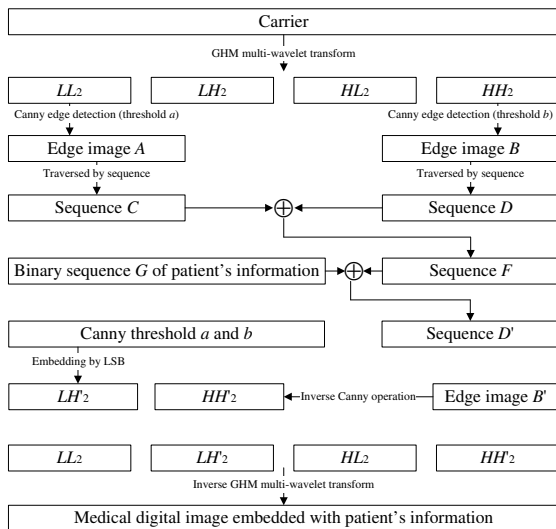 Carrier
GHM multi-wavelet transform
LL2 LH2 HL2 HH2
Canny edge detection (threshold a) Canny edge detection (threshold b)
Edge image A Edge image B
Traversed by sequence Traversed by sequence
Sequence C Sequence D
Binary sequence G of patient's information Sequence F
Canny threshold a and b Sequence D'
Embedding by LSB
LH'2 HH'2 Inverse Canny operation Edge image B'
LL2 LH'2 HL2 HH'2
Inverse GHM multi-wavelet transform
Medical digital image embedded with patient's information